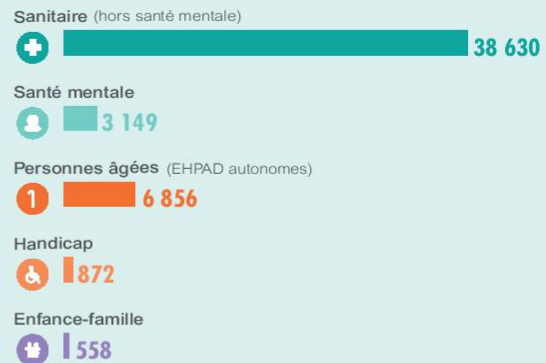 Sanitaire (hors santé mentale)
38 630
Santé mentale
3 149
Personnes âgées (EHPAD autonomes)
6 856
Handicap
872
Enfance-famille
558